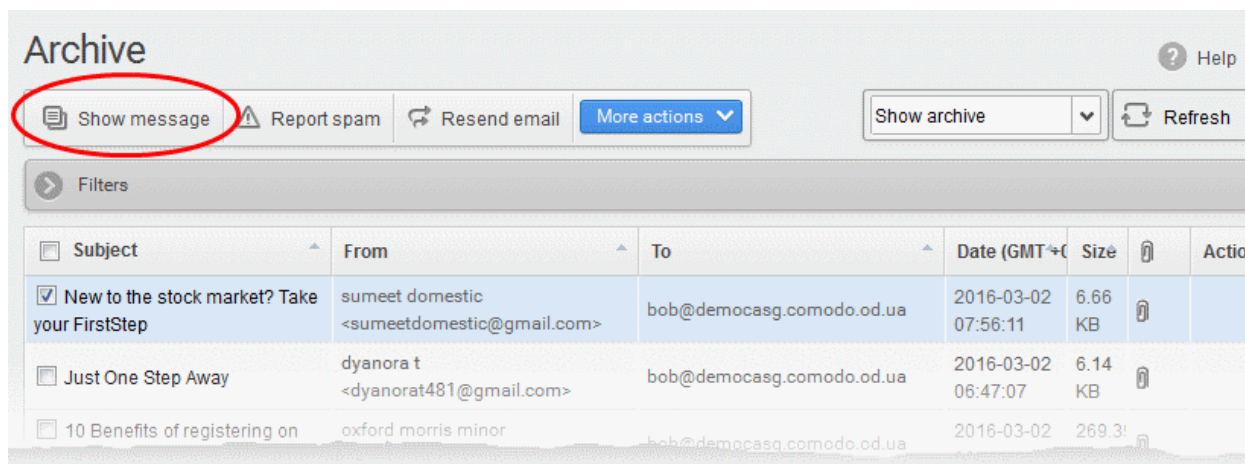 Archive
Help
Show message Report spam Resend email More actions Show archive Refresh
Filters
Subject From To Date (GMT +0 Size Actio
New to the stock market? Take sumeet domestic bob@democasg.comodo.od.ua 2016-03-02 6.66
your FirstStep <sumeetdomestic@gmail.com> 07:56:11 KB
Just One Step Away dyanora t bob@democasg.comodo.od.ua 2016-03-02 6.14
<dyanorat481@gmail.com> 06:47:07 KB
10 Benefits of registering on oxford morris minor bob@democasg.comodo.od.ua 2016-03-02 269.3